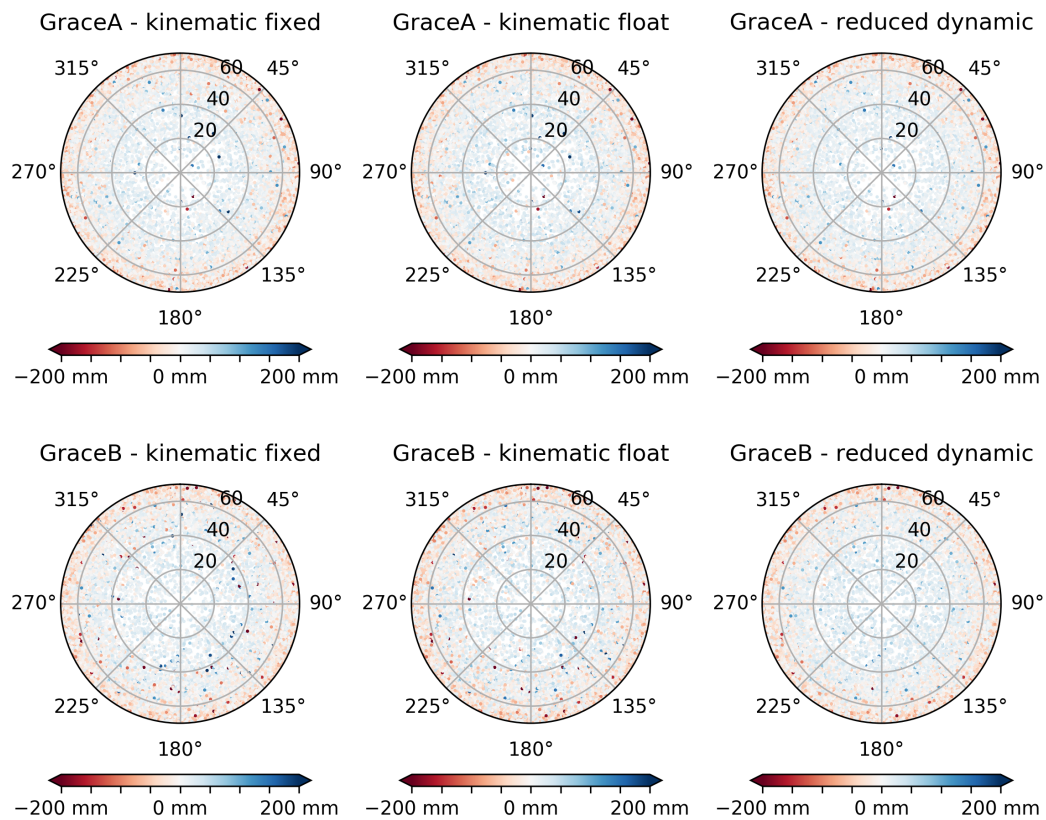 GraceA - kinematic fixed
GraceA - kinematic float
GraceA - reduced dynamic
315° 60 45°
315° 60 45°
315° 60 45°
40
40
40
20
20
20
270° 90°
270° 90°
270° 90°
225° 135°
225° 135°
225° 135°
180°
180°
180°
−200 mm 0 mm 200 mm
−200 mm 0 mm 200 mm
−200 mm 0 mm 200 mm
GraceB - kinematic fixed
GraceB - kinematic float
GraceB - reduced dynamic
315° 60 45°
315° 60 45°
315° 60 45°
40
40
40
20
20
20
270° 90°
270° 90°
270° 90°
225° 135°
225° 135°
225° 135°
180°
180°
180°
−200 mm 0 mm 200 mm
−200 mm 0 mm 200 mm
−200 mm 0 mm 200 mm